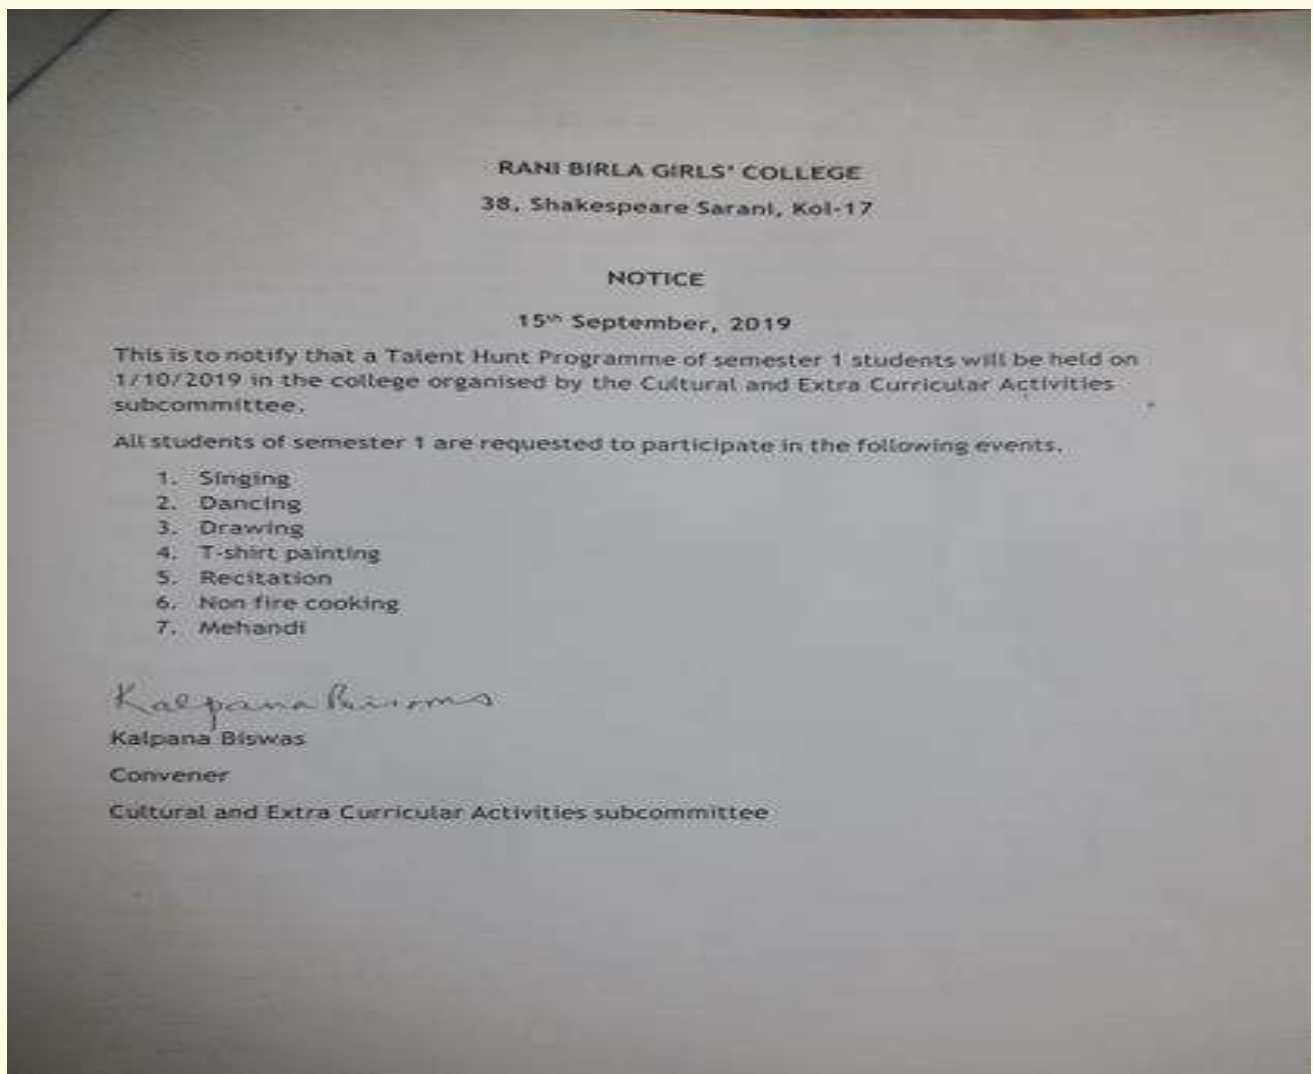 RANI BIRLA GIRLS' COLLEGE
38, Shakespeare Sarani, Kol-17
NOTICE
15th September, 2019
This is to notify that a Talent Hunt Programme of semester 1 students will be held on
1/10/2019 in the college organised by the Cultural and Extra Curricular Activities
subcommittee.
All students of semester 1 are requested to participate in the following events.
1. Singing
2. Dancing
3. Drawing
4. T-shirt painting
5. Recitation
6. Non fire cooking
7. Mehandi
Kalpana Biswas
Kalpana Biswas
Convener
Cultural and Extra Curricular Activities subcommittee